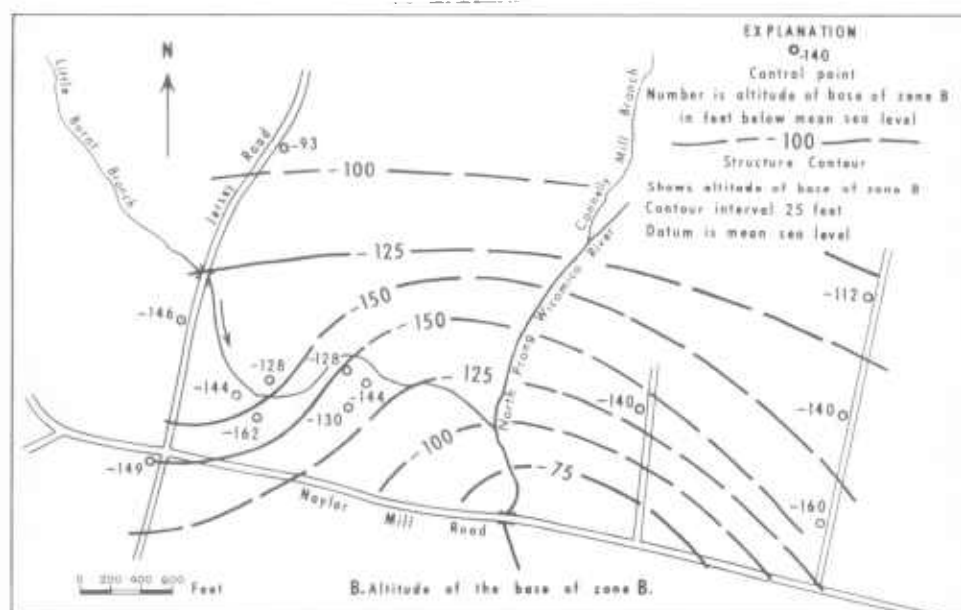 EXPLANATION
-140
Control point
Number is altitude of base of zone B
in feet below mean sea level
-100
Structure Contour
Shows altitude of base of zone B
Contour interval 25 feet
Datum is mean sea level
N
Little Burnt Branch
Jersey Road
-93
-100
Connelly Mill Branch
North Prong Wicomico River
-125
-150
-112
-146
-150
-128
-128
-144
-144
-125
-140
-140
-130
-162
-149
-100
-75
-160
Naylor Mill Road
0 200 400 600
Feet
B. Altitude of the base of zone B.